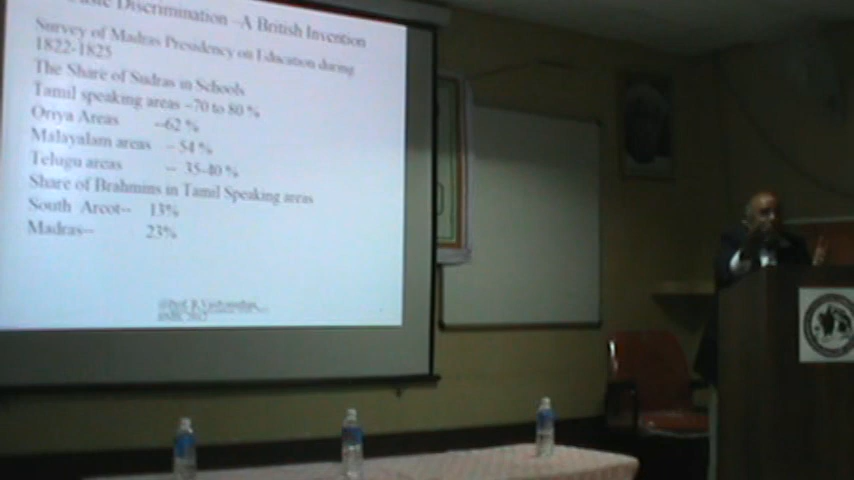 Caste Discrimination –A British Invention
Survey of Madras Presidency on Education during
1822-1825
The Share of Sudras in Schools
Tamil speaking areas –70 to 80 %
Oriya Areas --62 %
Malayalam areas – 54 %
Telugu areas -- 35-40 %
Share of Brahmins in Tamil Speaking areas
South Arcot-- 13%
Madras-- 23%